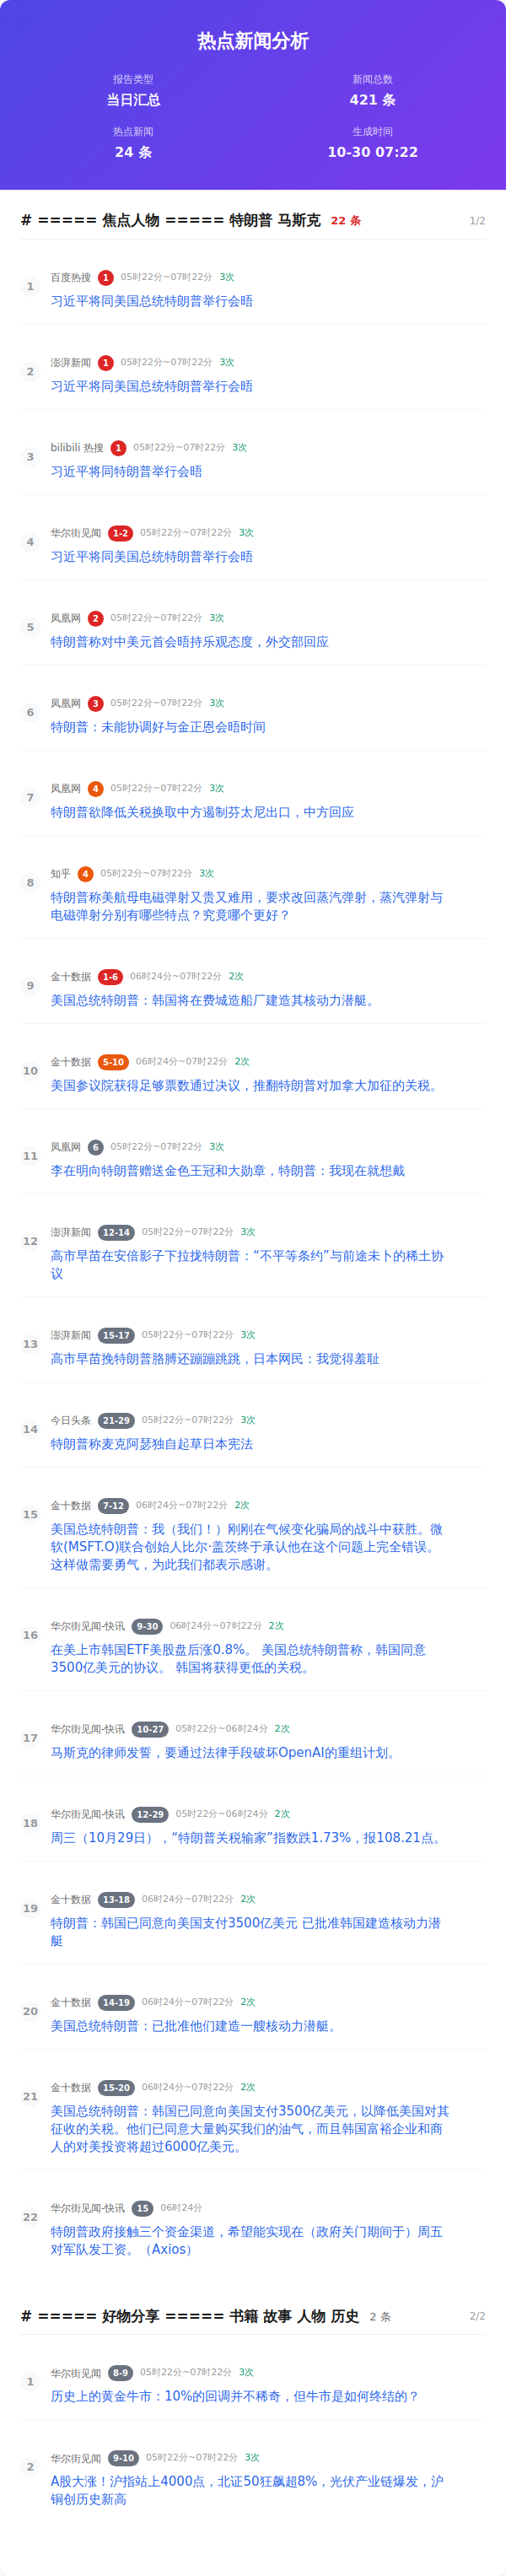 热点新闻分析
报告类型
当日汇总
新闻总数
421 条
热点新闻
24 条
生成时间
10-30 07:22
# ===== 焦点人物 ===== 特朗普 马斯克 22 条 1/2
1 百度热搜 1 05时22分~07时22分 3次
习近平将同美国总统特朗普举行会晤
2 澎湃新闻 1 05时22分~07时22分 3次
习近平将同美国总统特朗普举行会晤
3 bilibili 热搜 1 05时22分~07时22分 3次
习近平将同特朗普举行会晤
4 华尔街见闻 1-2 05时22分~07时22分 3次
习近平将同美国总统特朗普举行会晤
5 凤凰网 2 05时22分~07时22分 3次
特朗普称对中美元首会晤持乐观态度，外交部回应
6 凤凰网 3 05时22分~07时22分 3次
特朗普：未能协调好与金正恩会晤时间
7 凤凰网 4 05时22分~07时22分 3次
特朗普欲降低关税换取中方遏制芬太尼出口，中方回应
8 知乎 4 05时22分~07时22分 3次
特朗普称美航母电磁弹射又贵又难用，要求改回蒸汽弹射，蒸汽弹射与
电磁弹射分别有哪些特点？究竟哪个更好？
9 金十数据 1-6 06时24分~07时22分 2次
美国总统特朗普：韩国将在费城造船厂建造其核动力潜艇。
10 金十数据 5-10 06时24分~07时22分 2次
美国参议院获得足够票数通过决议，推翻特朗普对加拿大加征的关税。
11 凤凰网 6 05时22分~07时22分 3次
李在明向特朗普赠送金色王冠和大勋章，特朗普：我现在就想戴
12 澎湃新闻 12-14 05时22分~07时22分 3次
高市早苗在安倍影子下拉拢特朗普：“不平等条约”与前途未卜的稀土协
议
13 澎湃新闻 15-17 05时22分~07时22分 3次
高市早苗挽特朗普胳膊还蹦蹦跳跳，日本网民：我觉得羞耻
14 今日头条 21-29 05时22分~07时22分 3次
特朗普称麦克阿瑟独自起草日本宪法
15 金十数据 7-12 06时24分~07时22分 2次
美国总统特朗普：我（我们！）刚刚在气候变化骗局的战斗中获胜。微
软(MSFT.O)联合创始人比尔·盖茨终于承认他在这个问题上完全错误。
这样做需要勇气，为此我们都表示感谢。
16 华尔街见闻-快讯 9-30 06时24分~07时22分 2次
在美上市韩国ETF美股盘后涨0.8%。 美国总统特朗普称，韩国同意
3500亿美元的协议。 韩国将获得更低的关税。
17 华尔街见闻-快讯 10-27 05时22分~06时24分 2次
马斯克的律师发誓，要通过法律手段破坏OpenAI的重组计划。
18 华尔街见闻-快讯 12-29 05时22分~06时24分 2次
周三（10月29日），“特朗普关税输家”指数跌1.73%，报108.21点。
19 金十数据 13-18 06时24分~07时22分 2次
特朗普：韩国已同意向美国支付3500亿美元 已批准韩国建造核动力潜
艇
20 金十数据 14-19 06时24分~07时22分 2次
美国总统特朗普：已批准他们建造一艘核动力潜艇。
21 金十数据 15-20 06时24分~07时22分 2次
美国总统特朗普：韩国已同意向美国支付3500亿美元，以降低美国对其
征收的关税。他们已同意大量购买我们的油气，而且韩国富裕企业和商
人的对美投资将超过6000亿美元。
22 华尔街见闻-快讯 15 06时24分
特朗普政府接触三个资金渠道，希望能实现在（政府关门期间于）周五
对军队发工资。（Axios）
# ===== 好物分享 ===== 书籍 故事 人物 历史 2 条 2/2
1 华尔街见闻 8-9 05时22分~07时22分 3次
历史上的黄金牛市：10%的回调并不稀奇，但牛市是如何终结的？
2 华尔街见闻 9-10 05时22分~07时22分 3次
A股大涨！沪指站上4000点，北证50狂飙超8%，光伏产业链爆发，沪
铜创历史新高